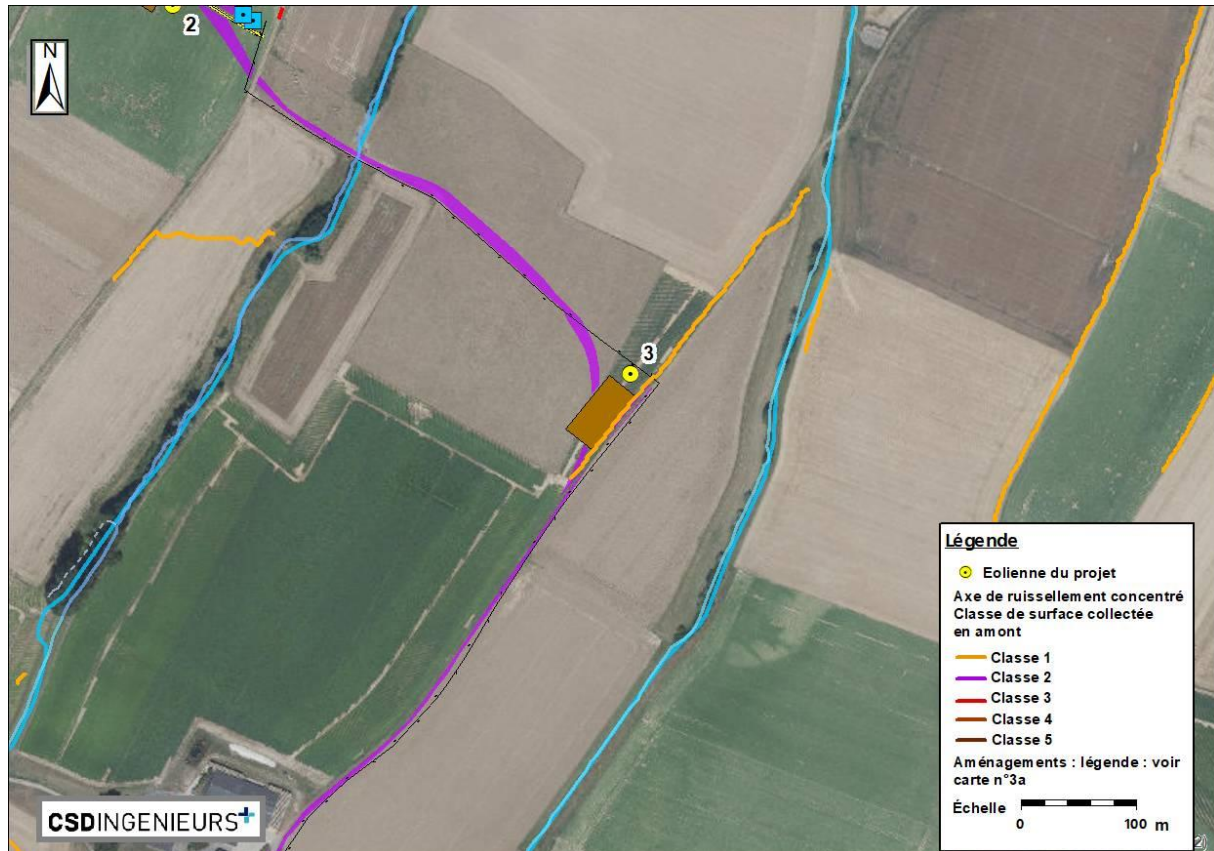 2
N
3
Légende
Eolienne du projet
Axe de ruissellement concentré
Classe de surface collectée
en amont
Classe 1
Classe 2
Classe 3
Classe 4
Classe 5
Aménagements : légende : voir
carte n°3a
Échelle
0 100 m
CSDINGENIEURS+